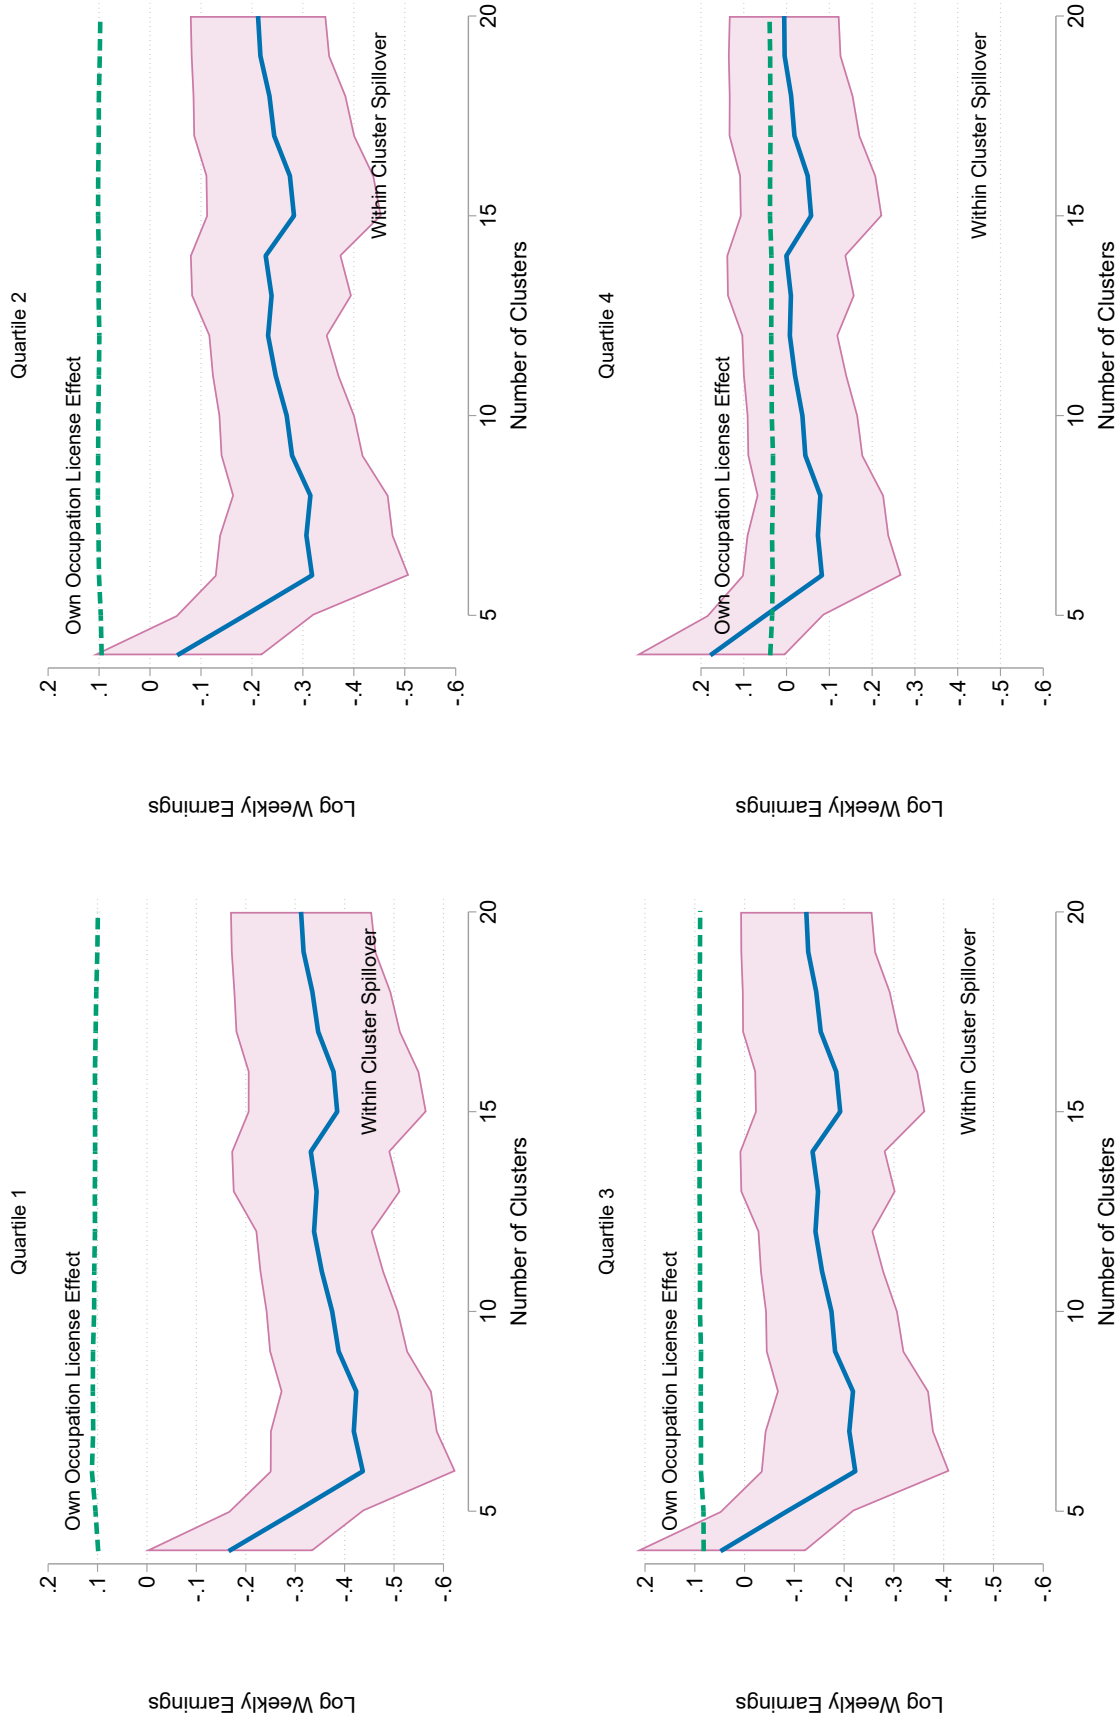 Quartile 1
Log Weekly Earnings
.2
.1
0
-.1
-.2
-.3
-.4
-.5
-.6
Own Occupation License Effect
Within Cluster Spillover
5
10
15
20
Number of Clusters
Quartile 2
Log Weekly Earnings
.2
.1
0
-.1
-.2
-.3
-.4
-.5
-.6
Own Occupation License Effect
Within Cluster Spillover
5
10
15
20
Number of Clusters
Quartile 3
Log Weekly Earnings
.2
.1
0
-.1
-.2
-.3
-.4
-.5
-.6
Own Occupation License Effect
Within Cluster Spillover
5
10
15
20
Number of Clusters
Quartile 4
Log Weekly Earnings
.2
.1
0
-.1
-.2
-.3
-.4
-.5
-.6
Own Occupation License Effect
Within Cluster Spillover
5
10
15
20
Number of Clusters